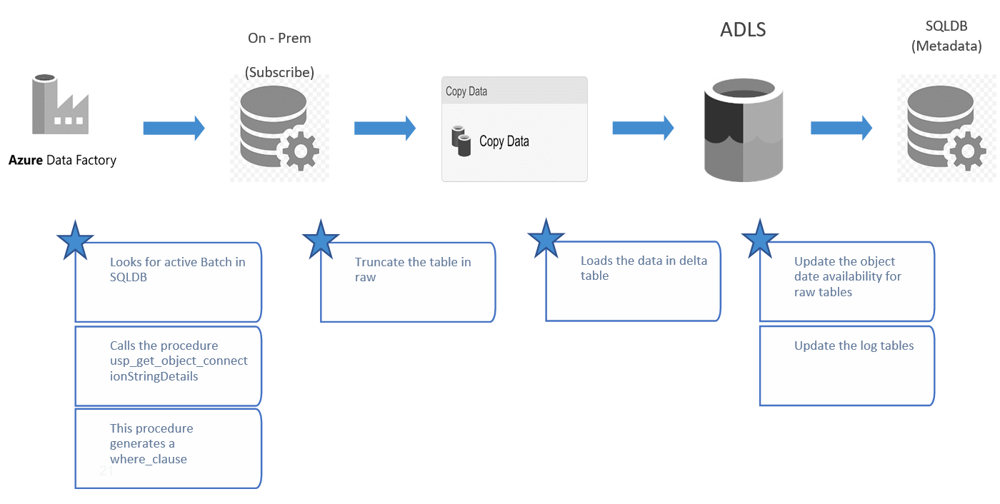 On - Prem
(Subscribe)
ADLS
SQLDB
(Metadata)
Azure Data Factory
Copy Data
Copy Data
Looks for active Batch in
SQLDB
Calls the procedure
usp_get_object_connect
ionStringDetails
This procedure
generates a
where_clause
21
Truncate the table in
raw
Loads the data in delta
table
Update the object
date availability for
raw tables
Update the log tables